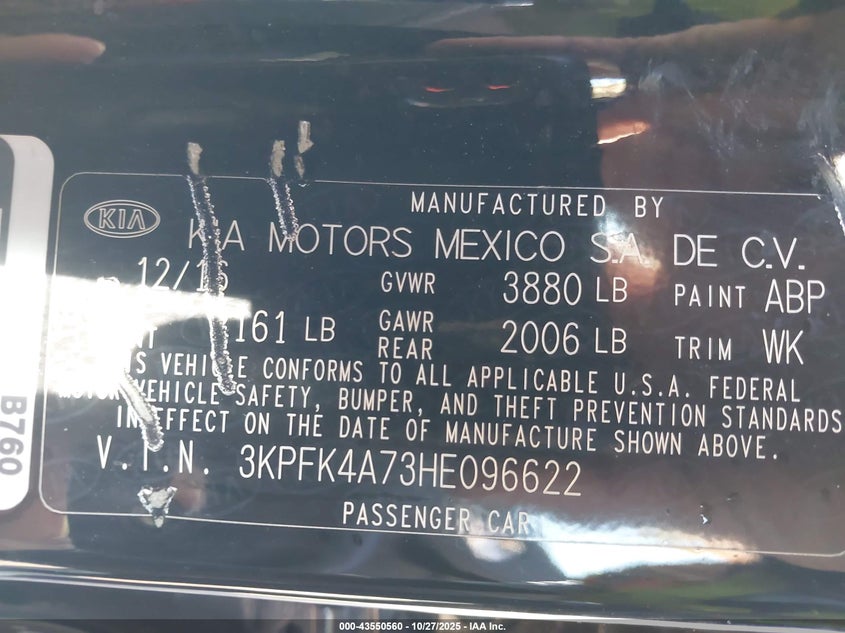 MANUFACTURED BY
KIA
KIA MOTORS MEXICO S.A. DE C.V.
12/16 GVWR 3880 LB PAINT ABP
161 LB GAWR REAR 2006 LB TRIM WK
VEHICLE CONFORMS TO ALL APPLICABLE U.S.A. FEDERAL
VEHICLE SAFETY, BUMPER, AND THEFT PREVENTION STANDARDS
IN EFFECT ON THE DATE OF MANUFACTURE SHOWN ABOVE.
V.I.N. 3KPFK4A73HE096622
PASSENGER CAR
B760
000-43550560 - 10/27/2025 - IAA Inc.